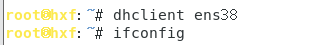 root@hxf:~# dhclient ens38
root@hxf:~# ifconfig